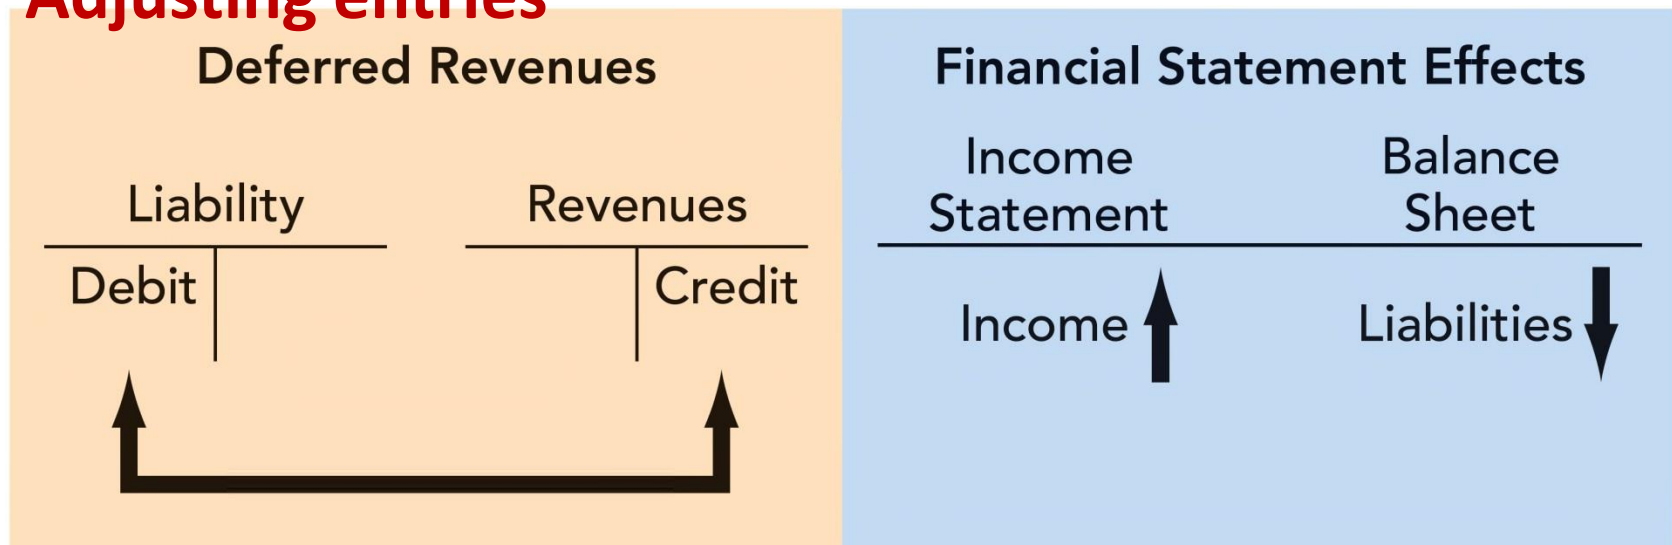 Adjusting entries
Deferred Revenues
Liability
Revenues
Debit
Credit
Financial Statement Effects
Income
Statement
Balance
Sheet
Income
Liabilities